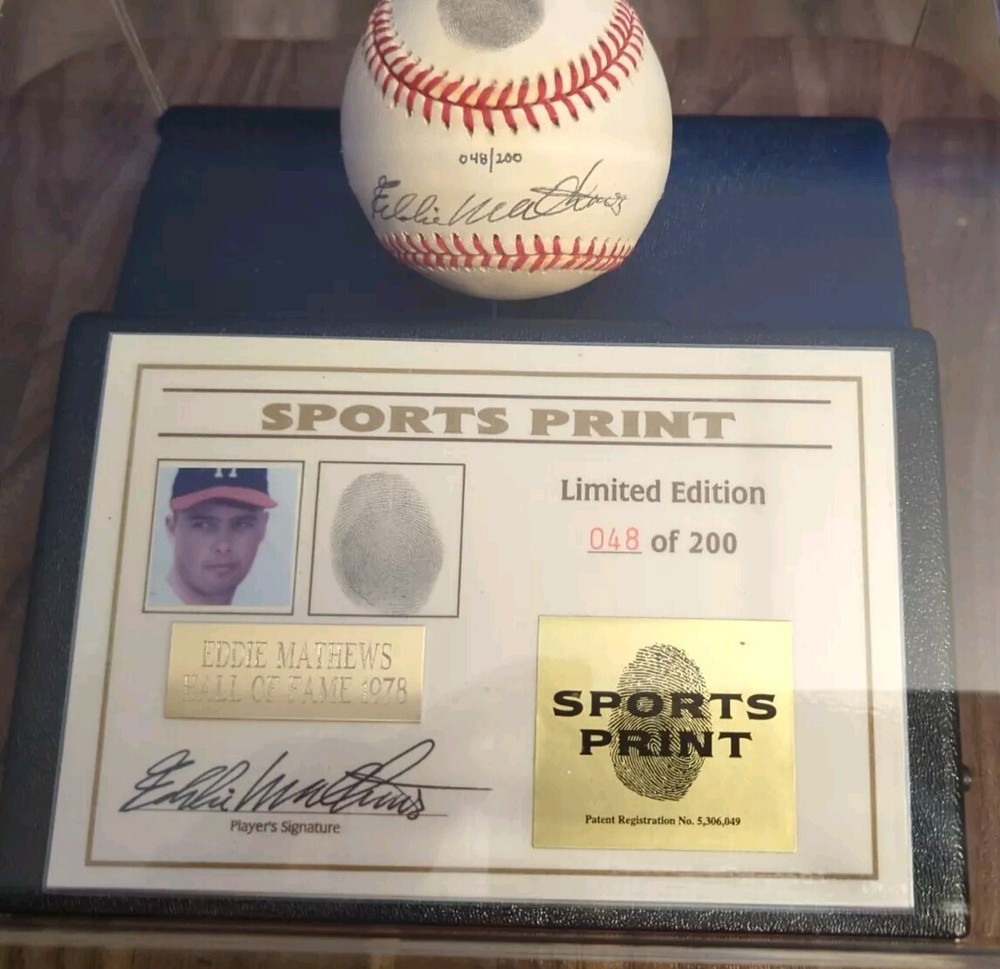 048/200
Eddie Mathews
SPORTS PRINT
Limited Edition
048 of 200
EDDIE MATHEWS
HALL OF FAME 1978
SPORTS
PRINT
Patent Registration No. 5,306,049
Eddie Mathews
Player's Signature